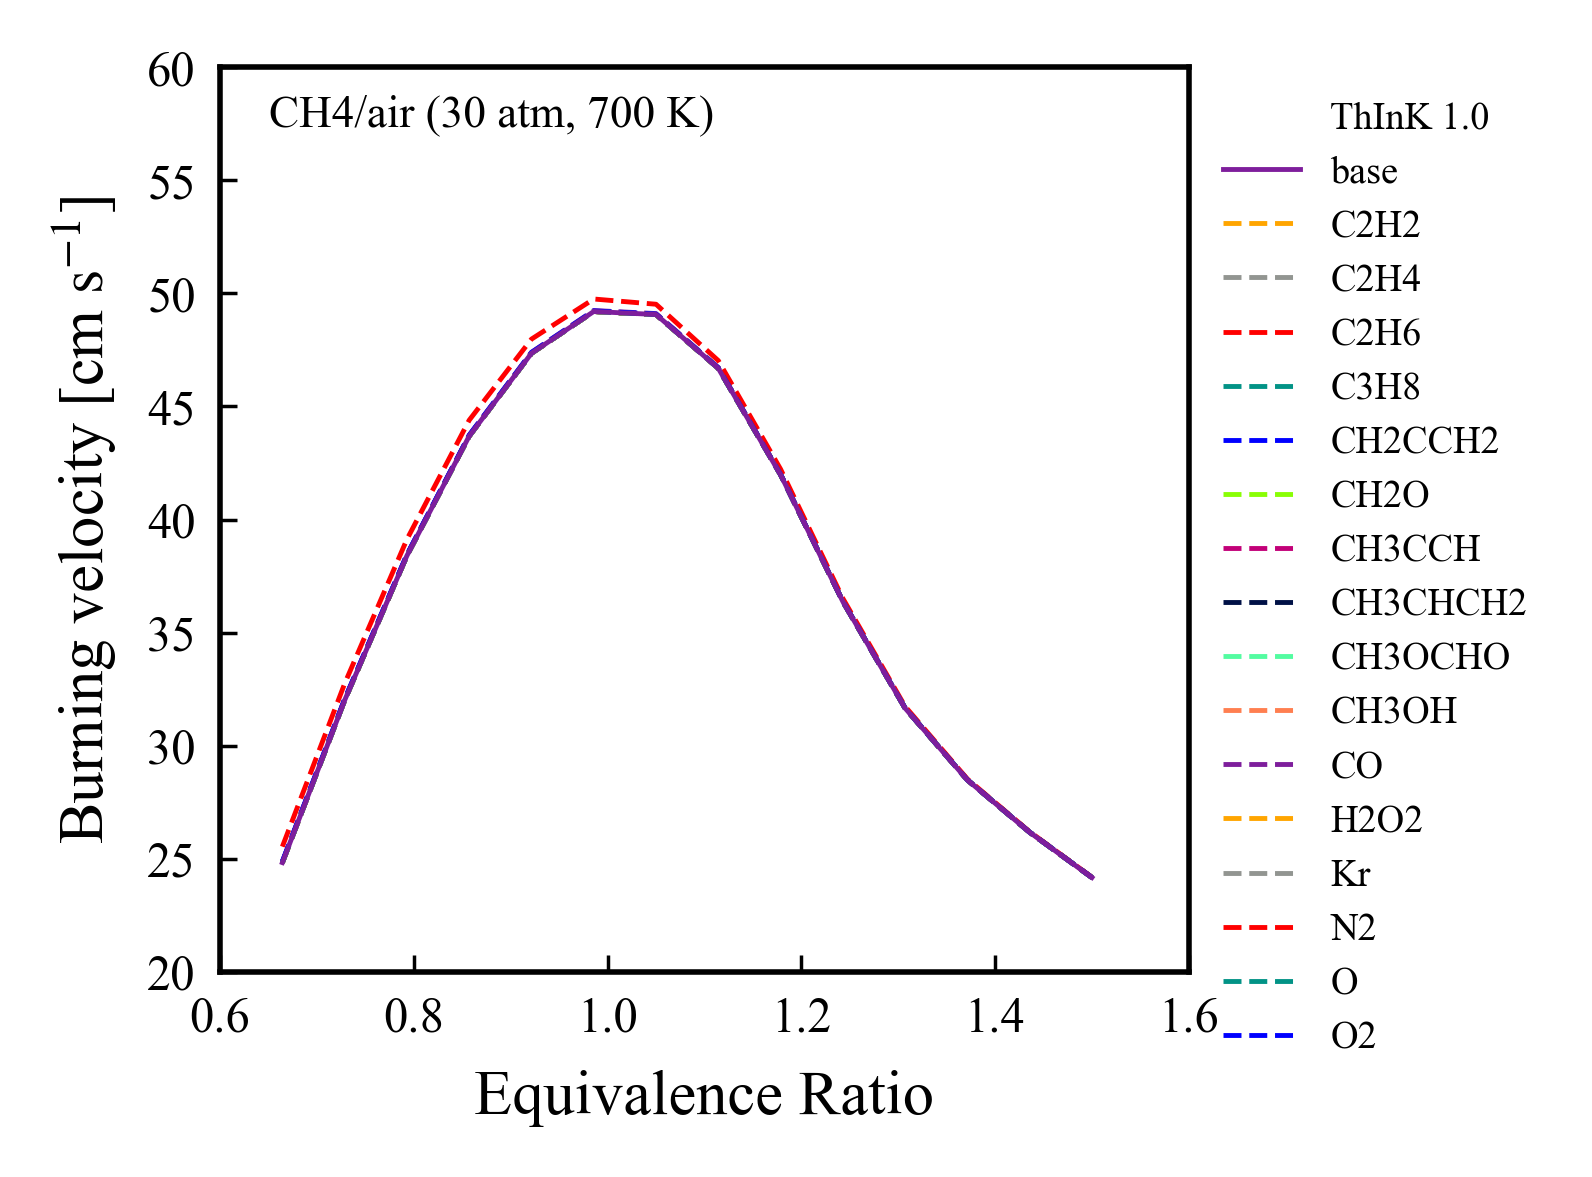 CH4/air (30 atm, 700 K)
60
55
50
45
40
35
30
25
20
Burning velocity [cm s⁻¹]
0.6 0.8 1.0 1.2 1.4 1.6
Equivalence Ratio
ThInK 1.0
base
C2H2
C2H4
C2H6
C3H8
CH2CCH2
CH2O
CH3CCH
CH3CHCH2
CH3OCHO
CH3OH
CO
H2O2
Kr
N2
O
O2